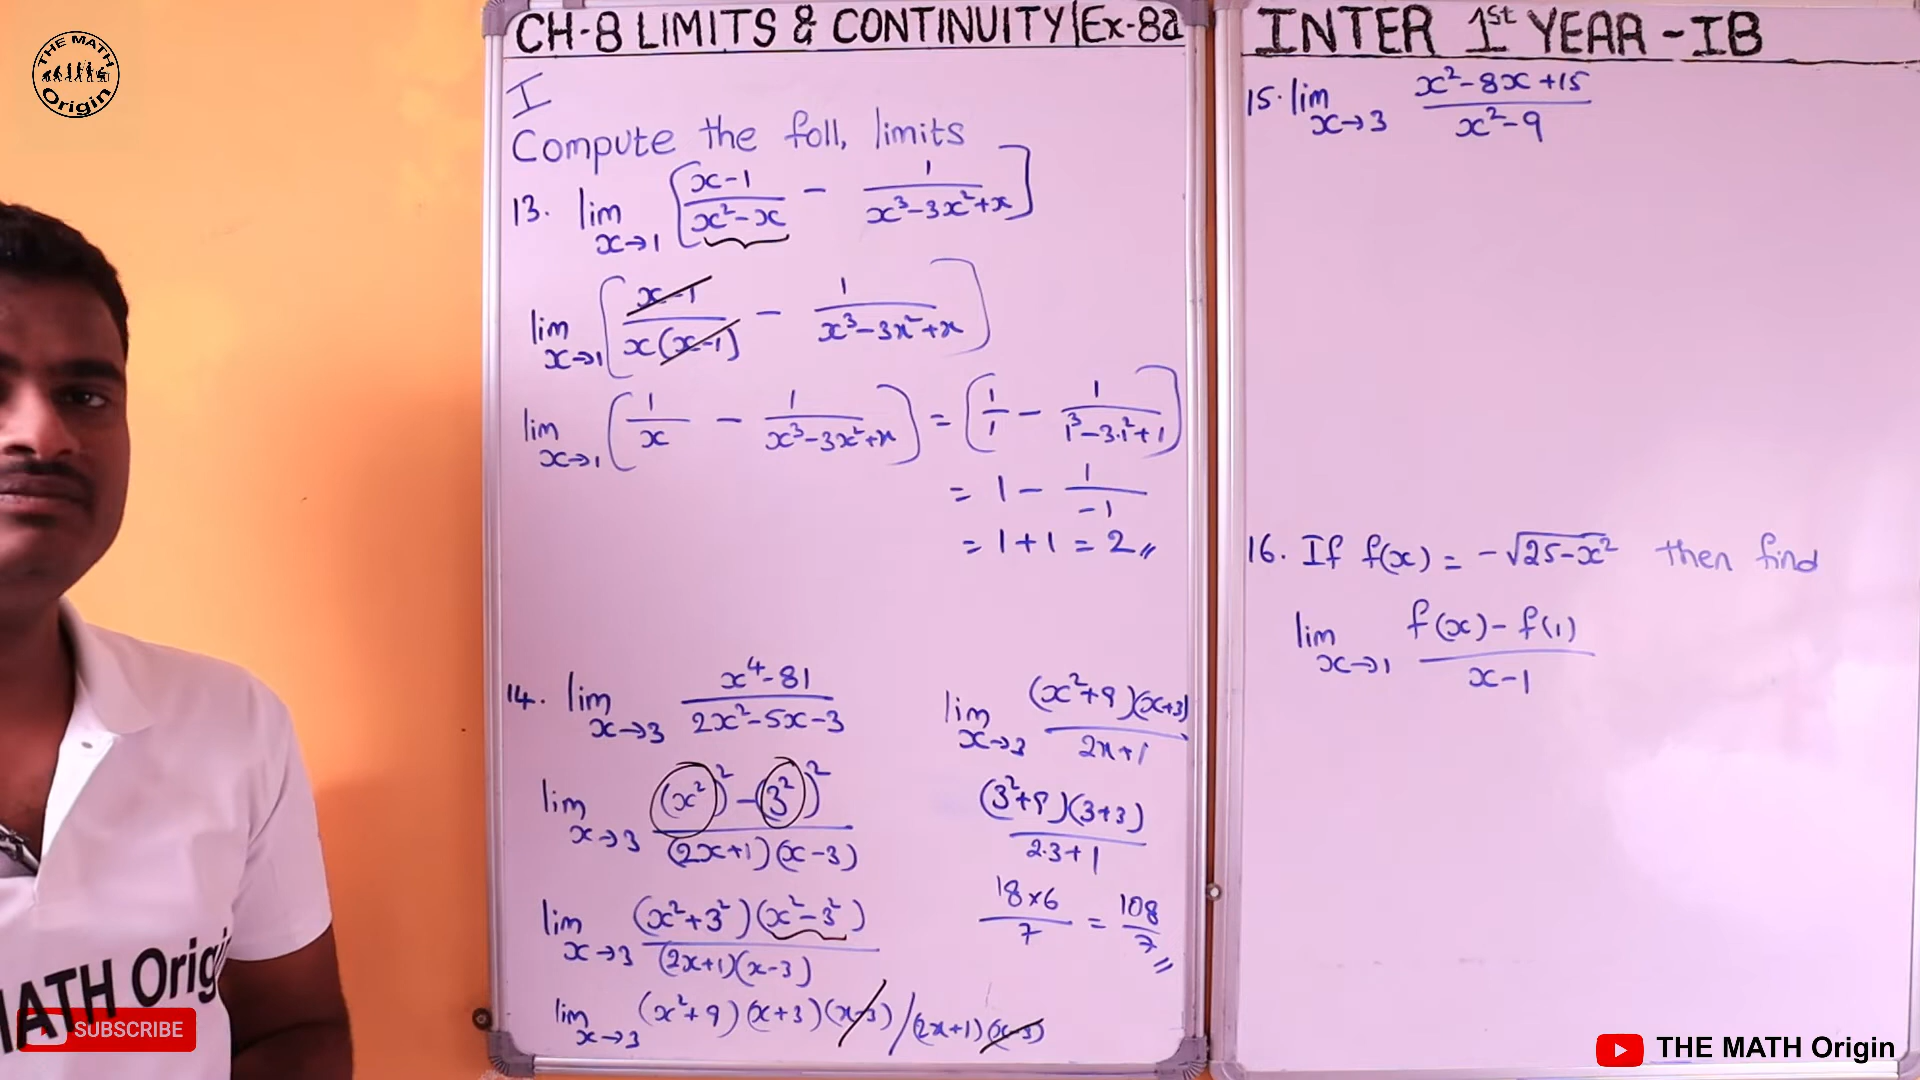 THE MATH
Origin
CH-8 LIMITS & CONTINUITY|Ex-8a
I
Compute the foll, limits
13. lim x→1 [ (x-1)/(x²-x) - 1/(x³-3x²+x) ]
lim x→1 [ (x-1)/(x(x-1)) - 1/(x³-3x²+x) ]
lim x→1 [ 1/x - 1/(x³-3x²+x) ] = [ 1/1 - 1/(1³-3.1²+1) ]
= 1 - 1/-1
= 1+1 = 2 //
14. lim x→3 (x⁴-81)/(2x²-5x-3)
lim x→3 ((x²)²-(3²)²)/((2x+1)(x-3))
lim x→3 ((x²+3²)(x²-3²))/((2x+1)(x-3))
lim x→3 (x²+9)(x+3)(x-3)/(2x+1)(x-3)
lim x→3 ((x²+9)(x+3))/(2x+1)
((3²+9)(3+3))/(2.3+1)
(18×6)/7 = 108/7 //
INTER 1st YEAR -IB
15. lim x→3 (x²-8x+15)/(x²-9)
16. If f(x) = -√(25-x²) then find
lim x→1 (f(x)-f(1))/(x-1)
MATH Orig
SUBSCRIBE
THE MATH Origin